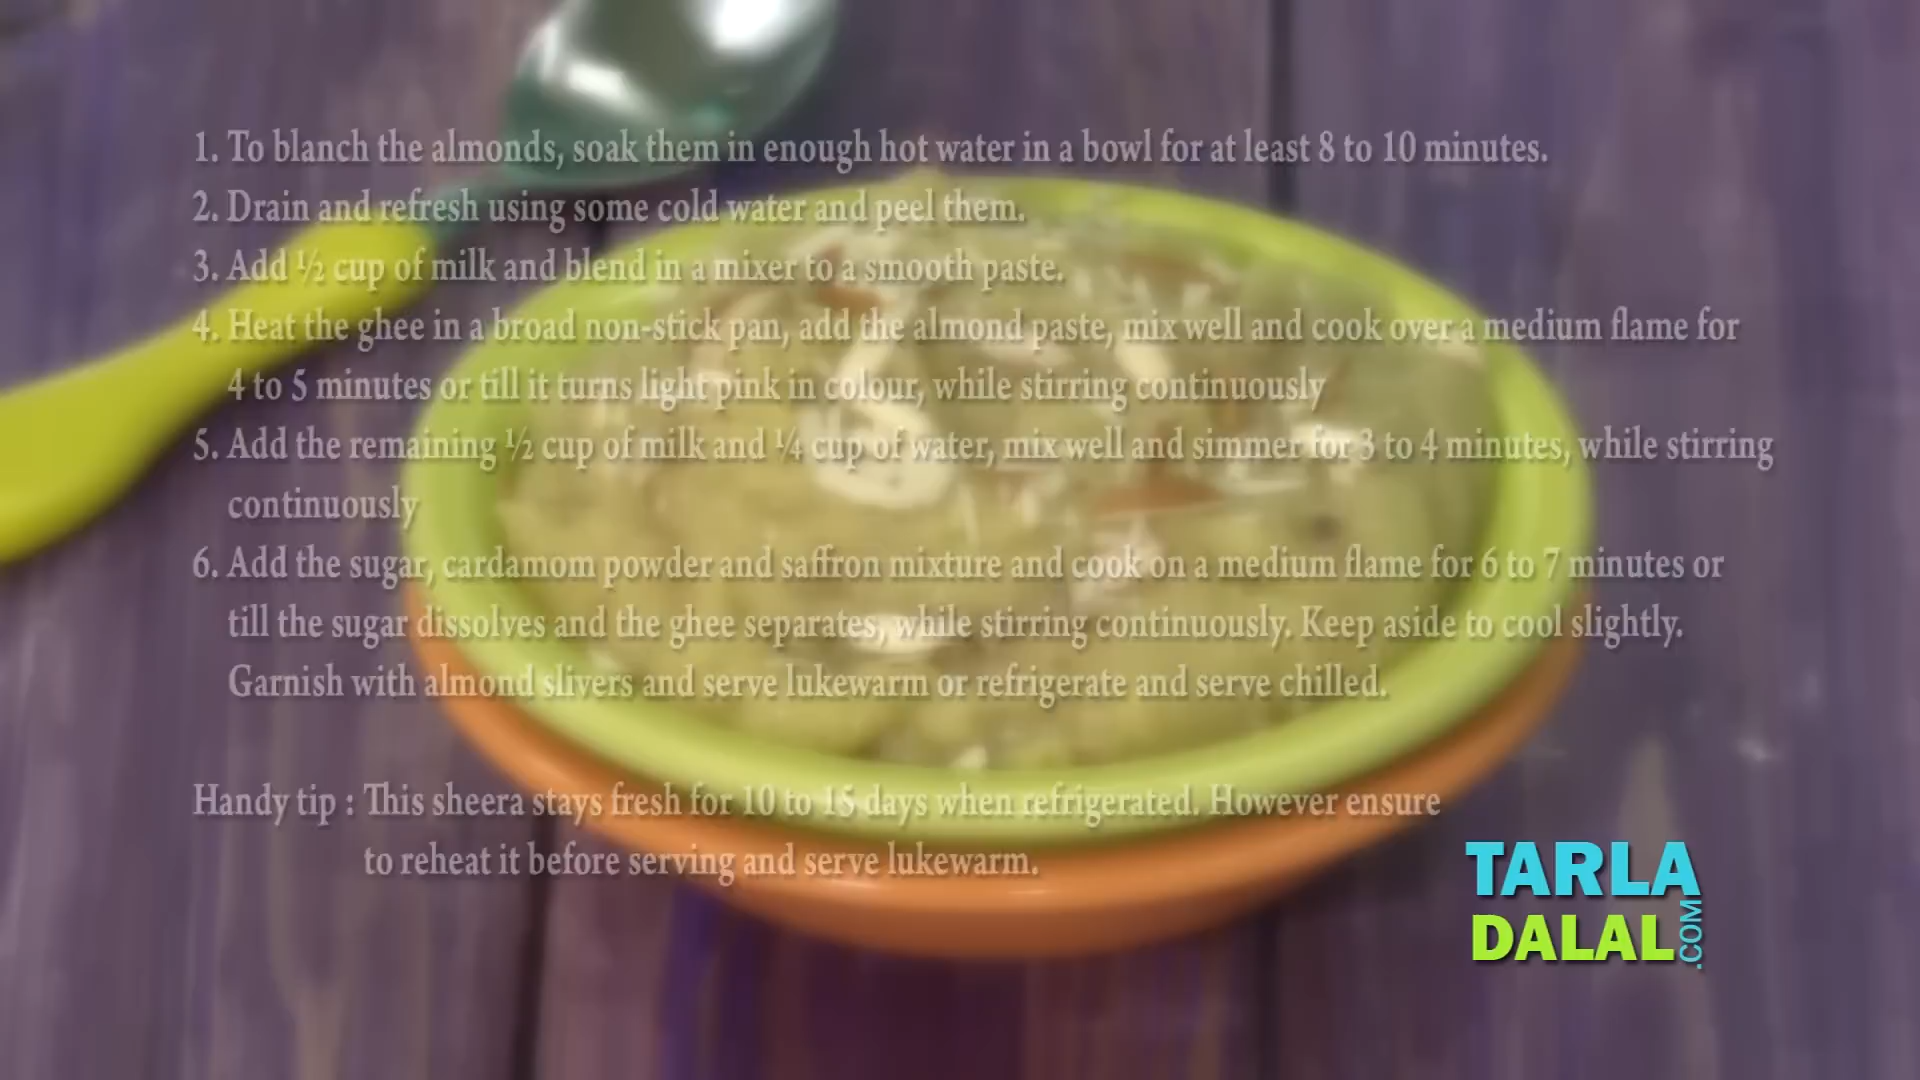 1. To blanch the almonds, soak them in enough hot water in a bowl for at least 8 to 10 minutes.
2. Drain and refresh using some cold water and peel them.
3. Add ½ cup of milk and blend in a mixer to a smooth paste.
4. Heat the ghee in a broad non-stick pan, add the almond paste, mix well and cook over a medium flame for
4 to 5 minutes or till it turns light pink in colour, while stirring continuously
5. Add the remaining ½ cup of milk and ¼ cup of water, mix well and simmer for 3 to 4 minutes, while stirring
continuously
6. Add the sugar, cardamom powder and saffron mixture and cook on a medium flame for 6 to 7 minutes or
till the sugar dissolves and the ghee separates, while stirring continuously. Keep aside to cool slightly.
Garnish with almond slivers and serve lukewarm or refrigerate and serve chilled.
Handy tip : This sheera stays fresh for 10 to 15 days when refrigerated. However ensure
to reheat it before serving and serve lukewarm.
TARLA
DALAL
.COM